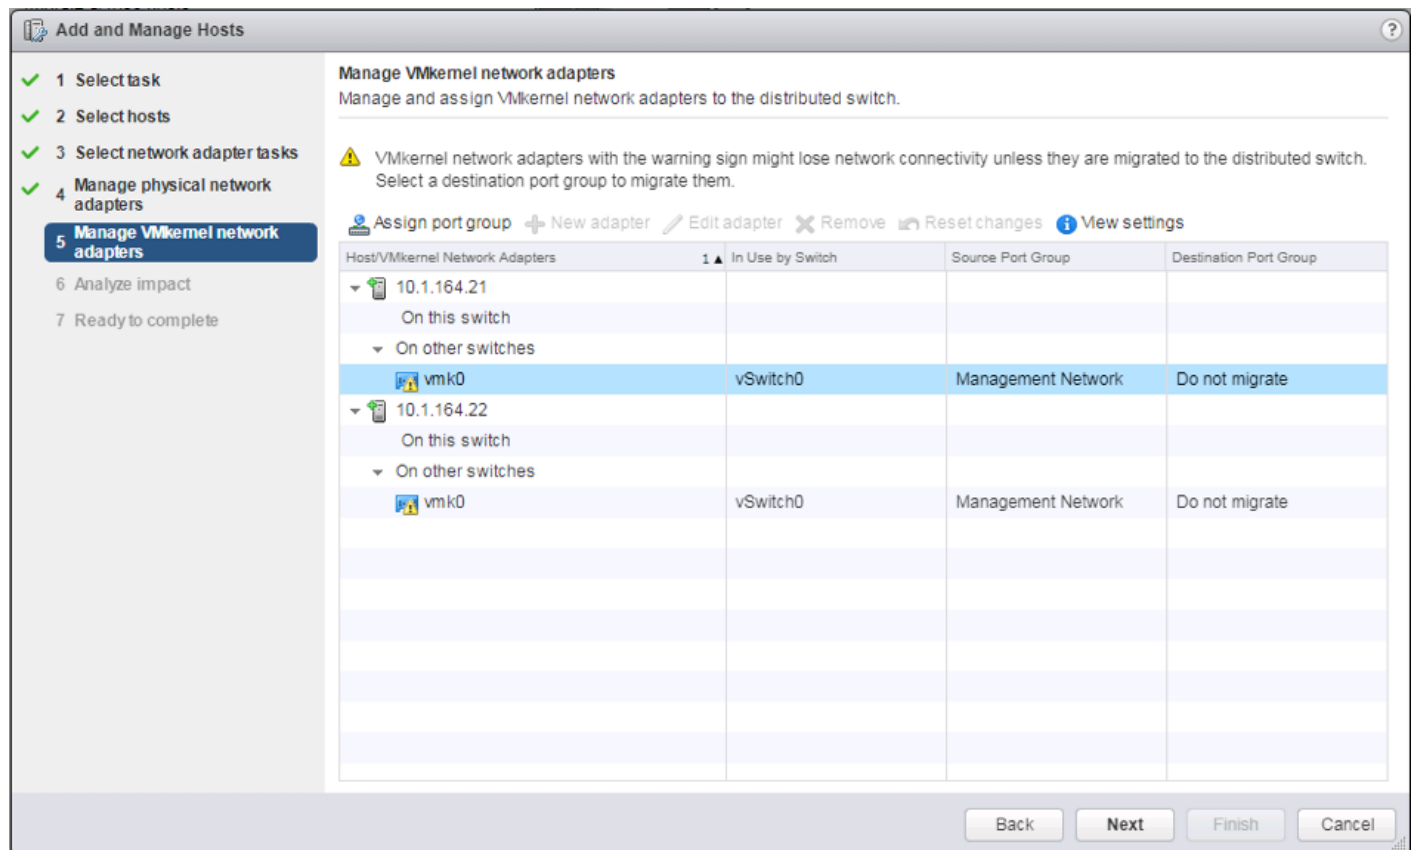 Add and Manage Hosts
?
1 Select task
2 Select hosts
3 Select network adapter tasks
4 Manage physical network
adapters
5 Manage VMkernel network
adapters
6 Analyze impact
7 Ready to complete
Manage VMkernel network adapters
Manage and assign VMkernel network adapters to the distributed switch.
VMkernel network adapters with the warning sign might lose network connectivity unless they are migrated to the distributed switch.
Select a destination port group to migrate them.
Assign port group New adapter Edit adapter Remove Reset changes View settings
Host/VMkernel Network Adapters 1 ▲ In Use by Switch Source Port Group Destination Port Group
10.1.164.21
On this switch
On other switches
vmk0 vSwitch0 Management Network Do not migrate
10.1.164.22
On this switch
On other switches
vmk0 vSwitch0 Management Network Do not migrate
Back Next Finish Cancel